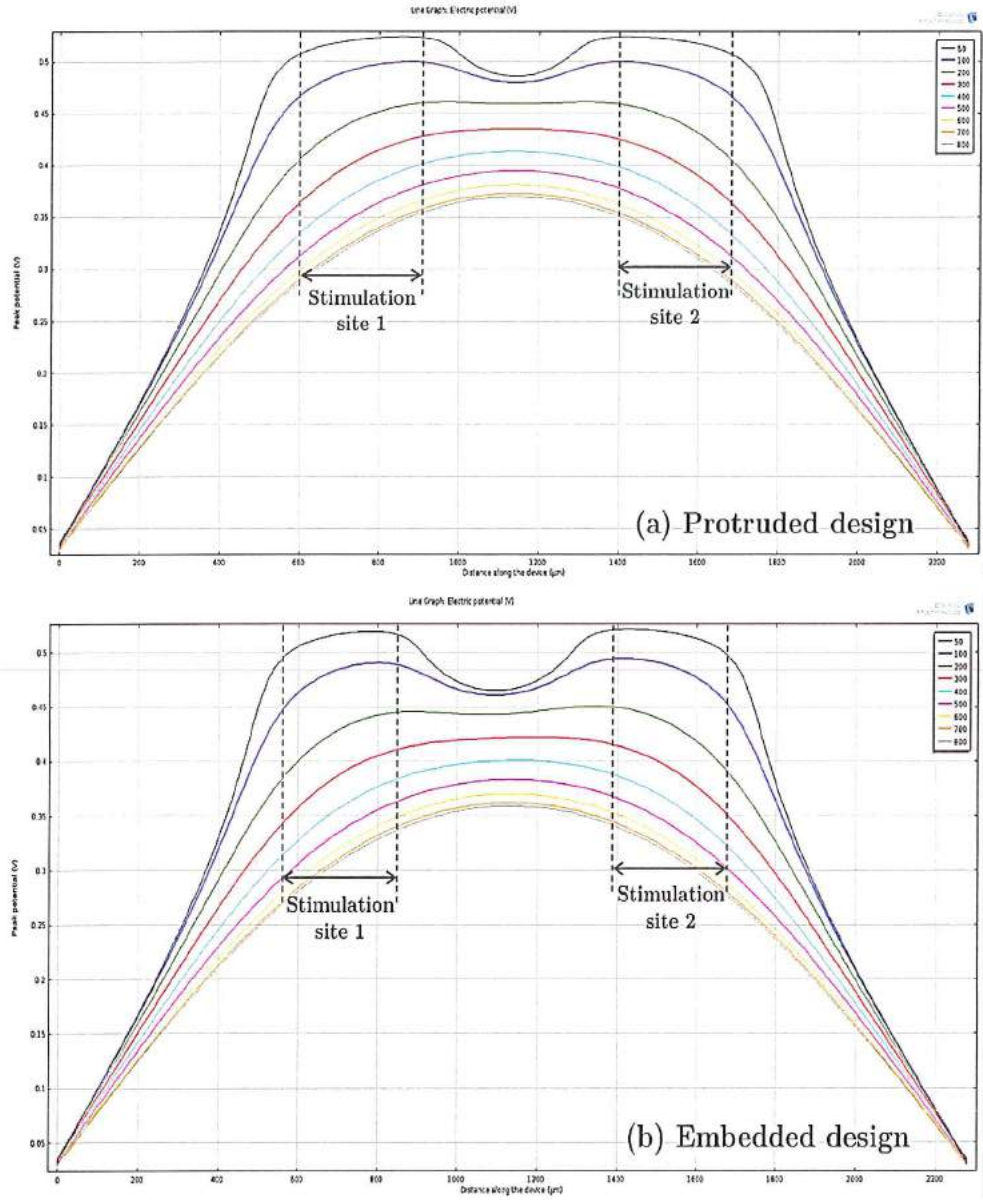 Line Graph: Electric potential (V)
50
100
200
300
400
500
600
700
800
0.5
0.45
0.4
0.35
0.3
0.25
0.2
0.15
0.1
0.05
Peak potential (V)
Stimulation
site 1
Stimulation
site 2
(a) Protruded design
0 200 400 600 800 1000 1200 1400 1600 1800 2000 2200
Distance along the device (μm)
Line Graph: Electric potential (V)
50
100
200
300
400
500
600
700
800
0.5
0.45
0.4
0.35
0.3
0.25
0.2
0.15
0.1
0.05
Peak potential (V)
Stimulation
site 1
Stimulation
site 2
(b) Embedded design
0 200 400 600 800 1000 1200 1400 1600 1800 2000 2200
Distance along the device (μm)